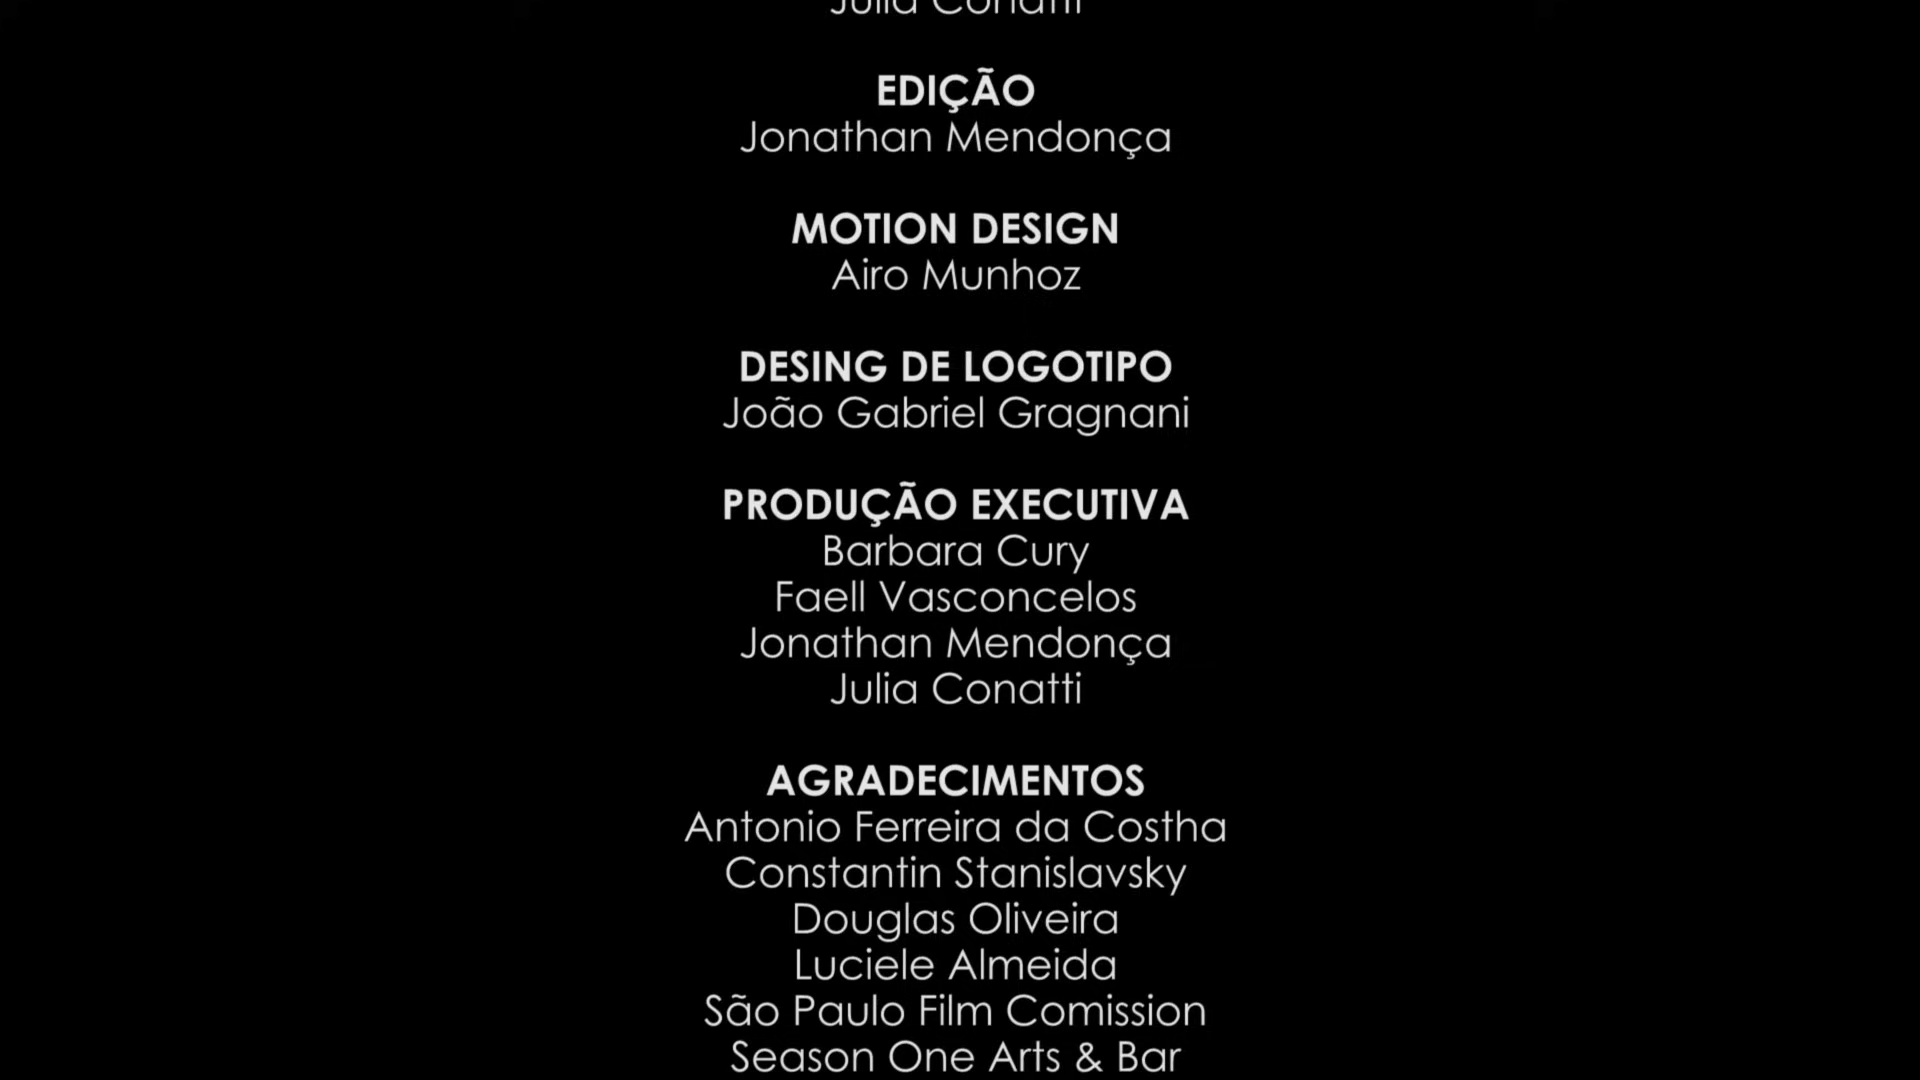 Julia Conatti
EDIÇÃO
Jonathan Mendonça
MOTION DESIGN
Airo Munhoz
DESING DE LOGOTIPO
João Gabriel Gragnani
PRODUÇÃO EXECUTIVA
Barbara Cury
Faell Vasconcelos
Jonathan Mendonça
Julia Conatti
AGRADECIMENTOS
Antonio Ferreira da Costha
Constantin Stanislavsky
Douglas Oliveira
Luciele Almeida
São Paulo Film Comission
Season One Arts & Bar